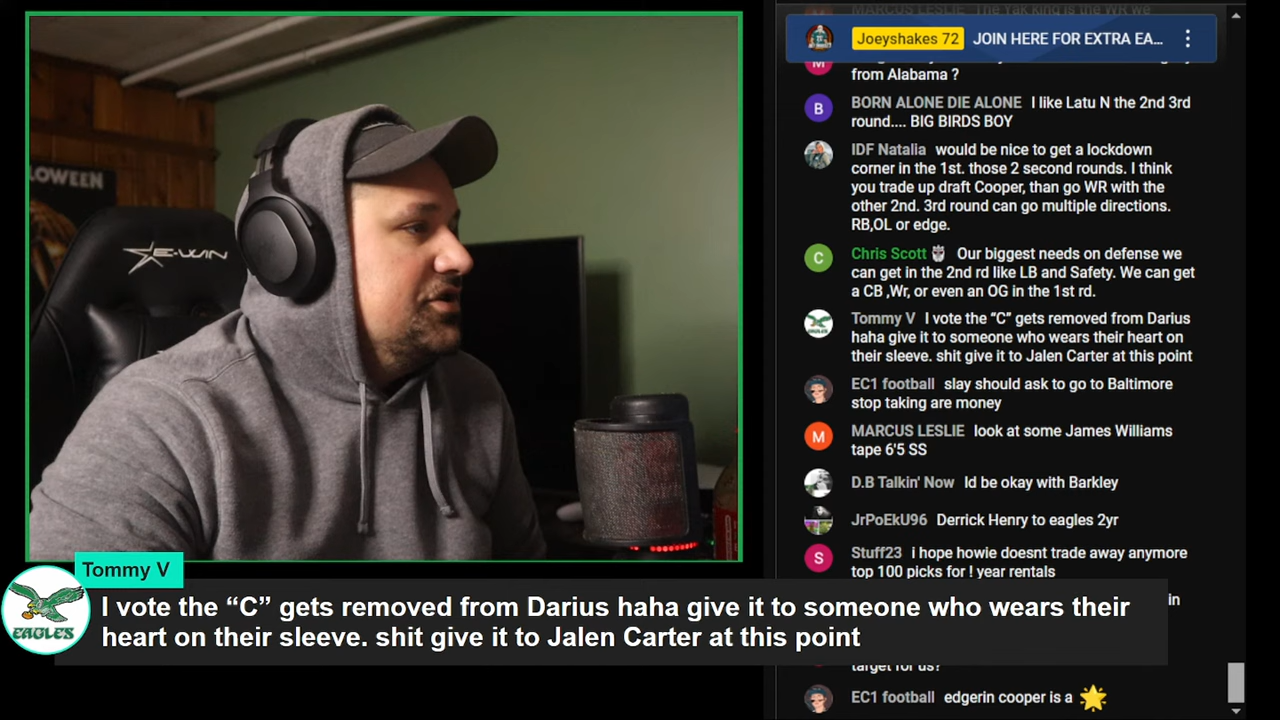 LOWEEN
E-WIN
Tommy V
EAGLES
I vote the “C” gets removed from Darius haha give it to someone who wears their
heart on their sleeve. shit give it to Jalen Carter at this point
MARCUS LESLIE The Yak king is the WR we
Joeyshakes 72 JOIN HERE FOR EXTRA EA...
from Alabama ?
BORN ALONE DIE ALONE I like Latu N the 2nd 3rd
round.... BIG BIRDS BOY
IDF Natalia would be nice to get a lockdown
corner in the 1st. those 2 second rounds. I think
you trade up draft Cooper, than go WR with the
other 2nd. 3rd round can go multiple directions.
RB,OL or edge.
Chris Scott Our biggest needs on defense we
can get in the 2nd rd like LB and Safety. We can get
a CB ,Wr, or even an OG in the 1st rd.
Tommy V I vote the “C” gets removed from Darius
haha give it to someone who wears their heart on
their sleeve. shit give it to Jalen Carter at this point
EC1 football slay should ask to go to Baltimore
stop taking are money
MARCUS LESLIE look at some James Williams
tape 6'5 SS
D.B Talkin' Now Id be okay with Barkley
JrPoEkU96 Derrick Henry to eagles 2yr
Stuff23 i hope howie doesnt trade away anymore
top 100 picks for ! year rentals
in
target for us?
EC1 football edgerin cooper is a 🌟